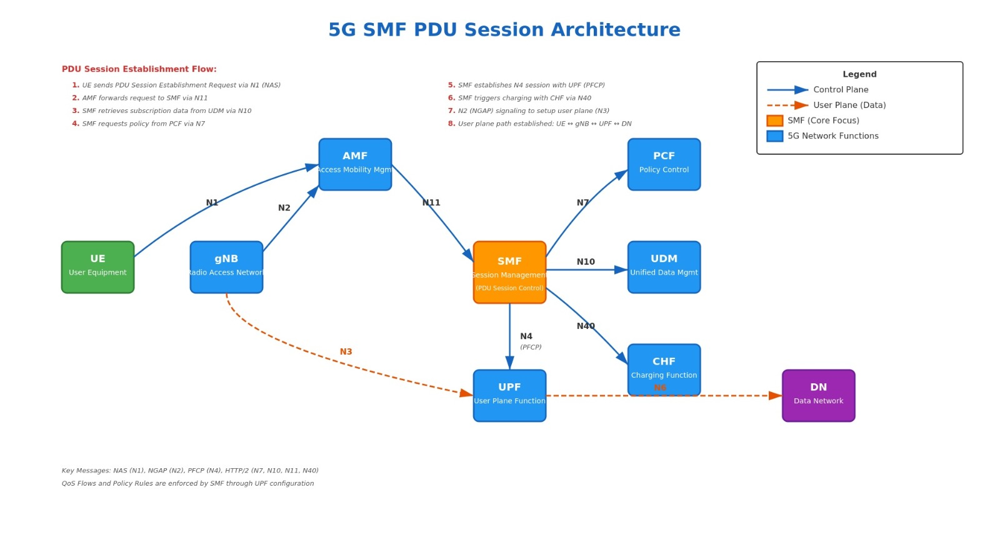 5G SMF PDU Session Architecture
PDU Session Establishment Flow:
1. UE sends PDU Session Establishment Request via N1 (NAS)
2. AMF forwards request to SMF via N11
3. SMF retrieves subscription data from UDM via N10
4. SMF requests policy from PCF via N7
5. SMF establishes N4 session with UPF (PFCP)
6. SMF triggers charging with CHF via N40
7. N2 (NGAP) signaling to setup user plane (N3)
8. User plane path established: UE ↔ gNB ↔ UPF ↔ DN
Legend
Control Plane
User Plane (Data)
SMF (Core Focus)
5G Network Functions
AMF
Access Mobility Mgmt
PCF
Policy Control
N1
N2
N11
N7
UE
User Equipment
gNB
Radio Access Network
SMF
Session Management
(PDU Session Control)
N10
UDM
Unified Data Mgmt
N40
N4
(PFCP)
N3
CHF
Charging Function
N6
UPF
User Plane Function
DN
Data Network
Key Messages: NAS (N1), NGAP (N2), PFCP (N4), HTTP/2 (N7, N10, N11, N40)
QoS Flows and Policy Rules are enforced by SMF through UPF configuration